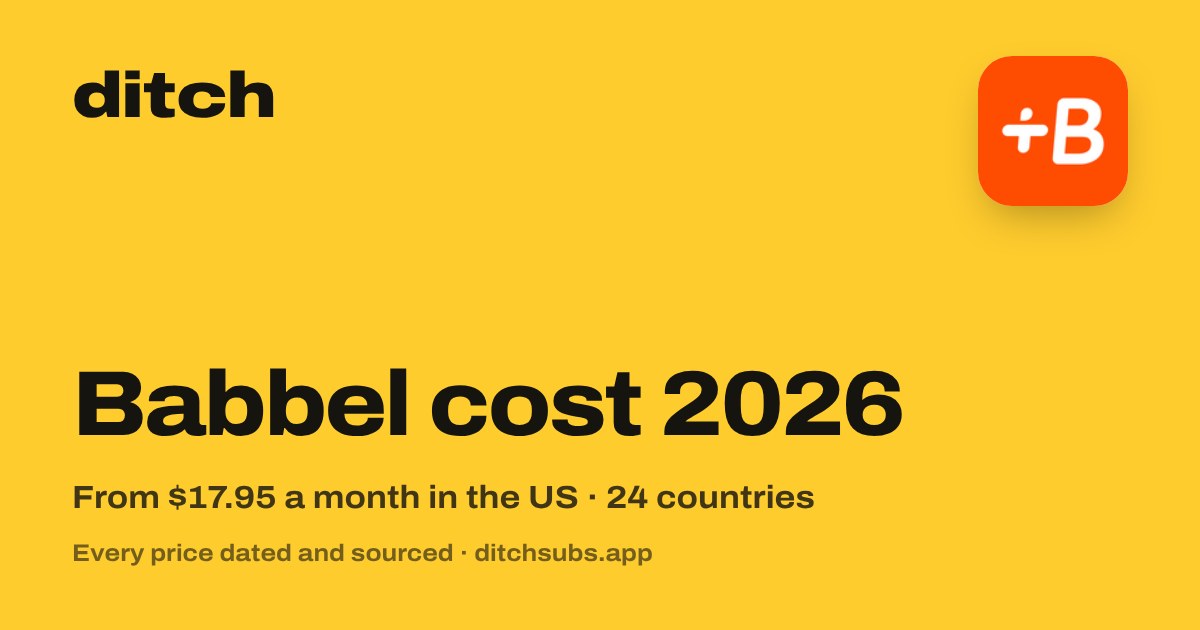 ditch
+B
Babbel cost 2026
From $17.95 a month in the US · 24 countries
Every price dated and sourced · ditchsubs.app